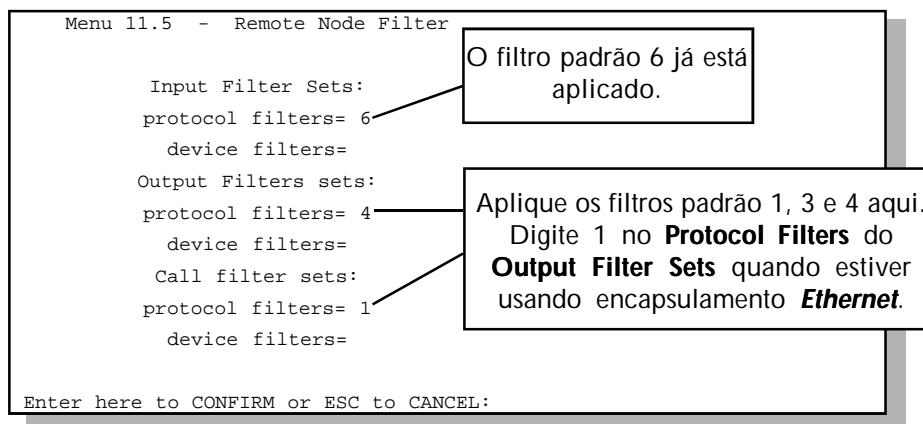 Menu 11.5 - Remote Node Filter
O filtro padrão 6 já está
aplicado.
Input Filter Sets:
protocol filters= 6
device filters=
Output Filters sets:
protocol filters= 4
device filters=
Call filter sets:
protocol filters= 1
device filters=
Aplique os filtros padrão 1, 3 e 4 aqui.
Digite 1 no Protocol Filters do
Output Filter Sets quando estiver
usando encapsulamento Ethernet.
Enter here to CONFIRM or ESC to CANCEL: